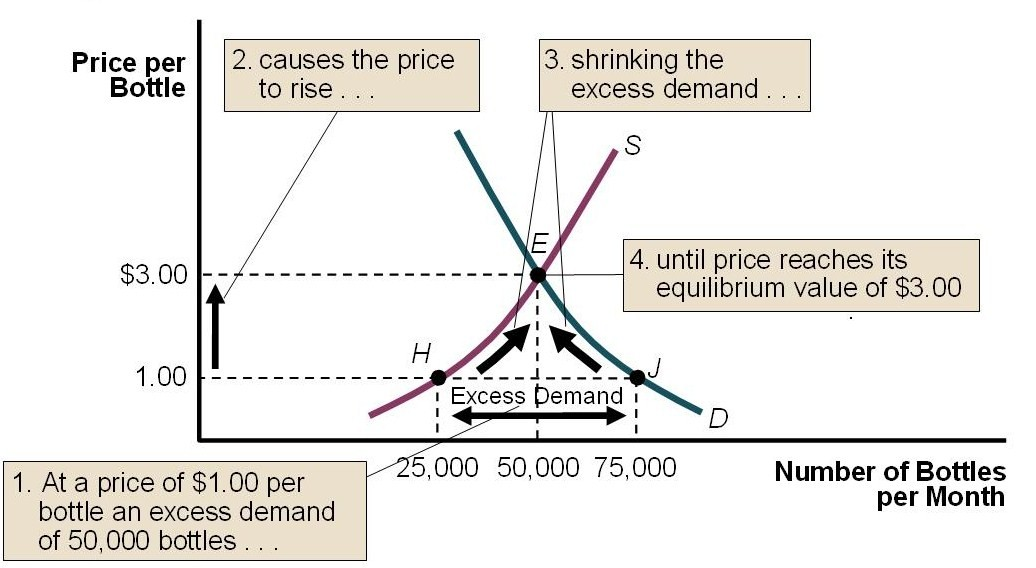 Price per
Bottle
2. causes the price
to rise . . .
3. shrinking the
excess demand . . .
S
E
4. until price reaches its
equilibrium value of $3.00
.
$3.00
H
J
1.00
Excess Demand
D
25,000 50,000 75,000
Number of Bottles
per Month
1. At a price of $1.00 per
bottle an excess demand
of 50,000 bottles . . .